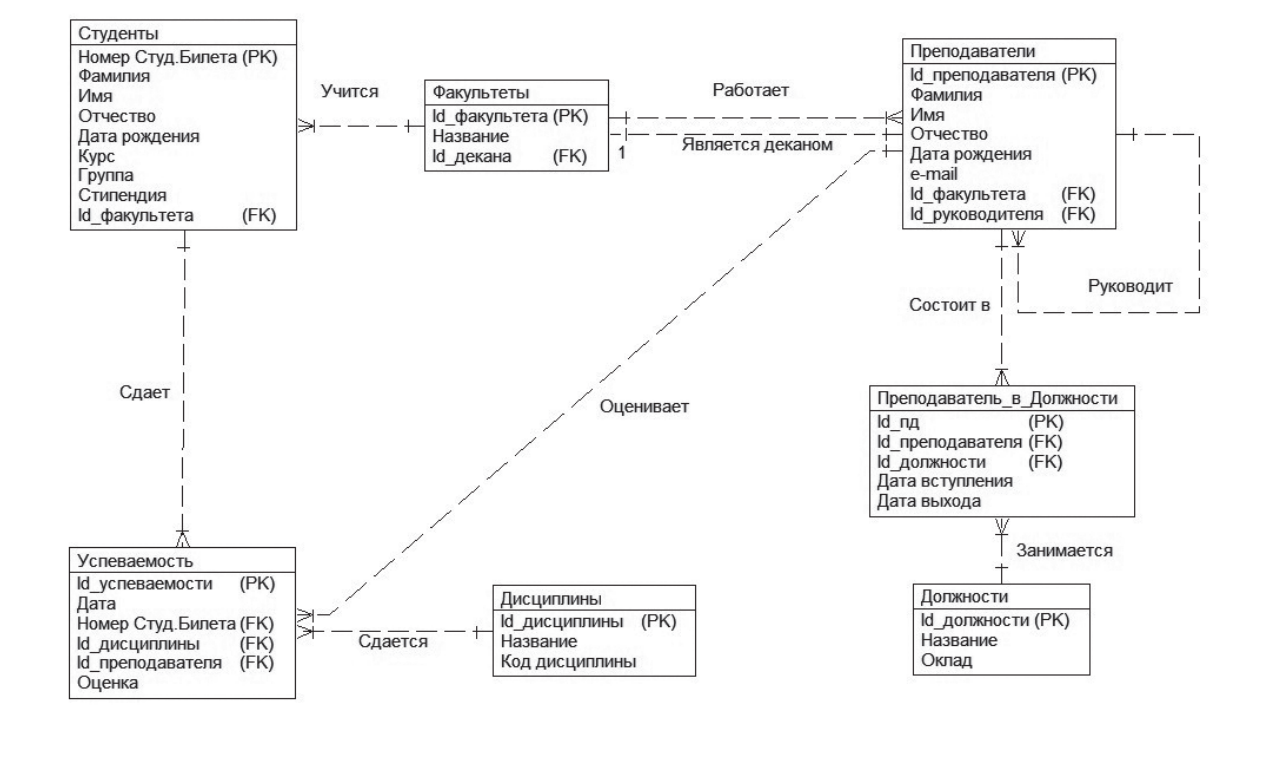 Студенты
Номер Студ.Билета (PK)
Фамилия
Имя
Отчество
Дата рождения
Курс
Группа
Стипендия
Id_факультета (FK)
Учится
Факультеты
Id_факультета (PK)
Название
Id_декана (FK)
Работает
1
Является деканом
Преподаватели
Id_преподавателя (PK)
Фамилия
Имя
Отчество
Дата рождения
e-mail
Id_факультета (FK)
Id_руководителя (FK)
Руководит
Состоит в
Сдает
Оценивает
Преподаватель_в_Должности
Id_пд (PK)
Id_преподавателя (FK)
Id_должности (FK)
Дата вступления
Дата выхода
Занимается
Успеваемость
Id_успеваемости (PK)
Дата
Номер Студ.Билета (FK)
Id_дисциплины (FK)
Id_преподавателя (FK)
Оценка
Сдается
Дисциплины
Id_дисциплины (PK)
Название
Код дисциплины
Должности
Id_должности (PK)
Название
Оклад